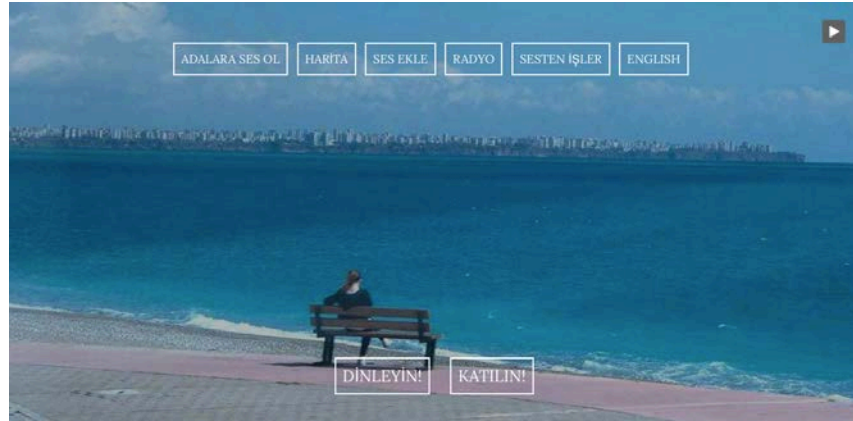 ADALARA SES OL
HARİTA
SES EKLE
RADYO
SESTEN İŞLER
ENGLISH
DİNLEYİN!
KATILIN!